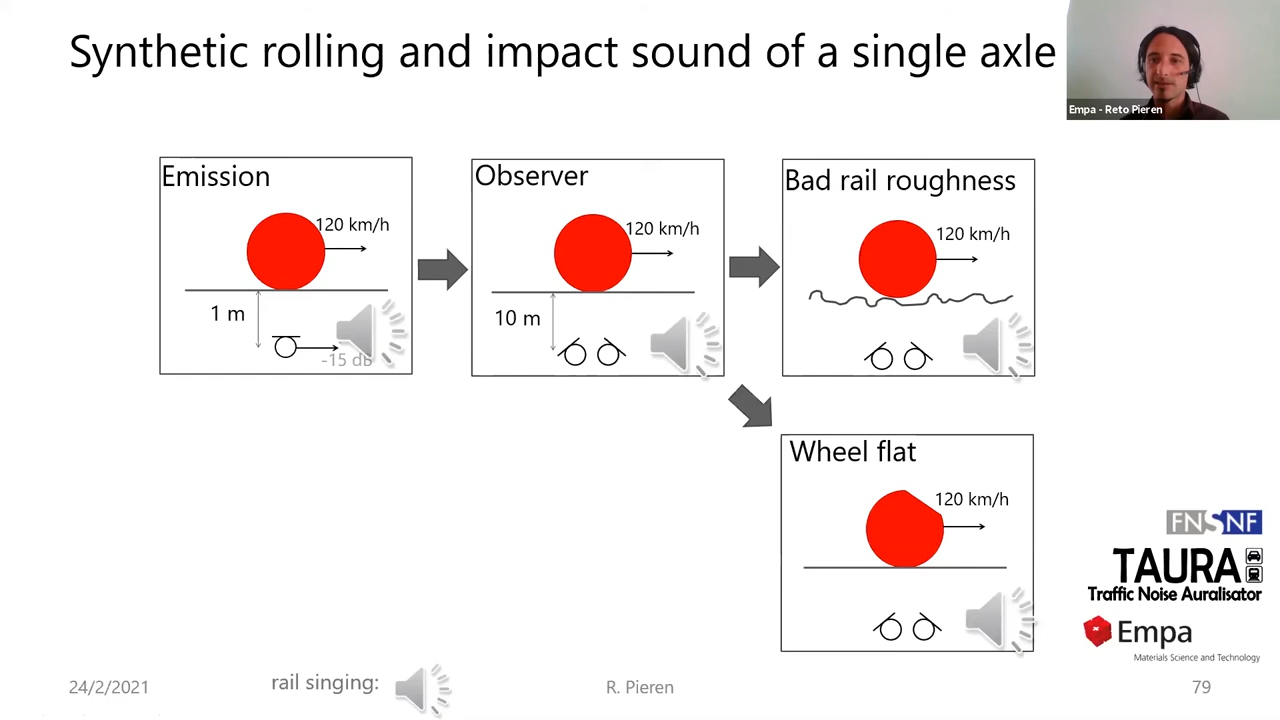 Synthetic rolling and impact sound of a single axle
Empa - Reto Pieren
Emission
120 km/h
1 m
-15 dB
Observer
120 km/h
10 m
Bad rail roughness
120 km/h
Wheel flat
120 km/h
FNSNF
TAURA
Traffic Noise Auralisator
Empa
Materials Science and Technology
24/2/2021
rail singing:
R. Pieren
79